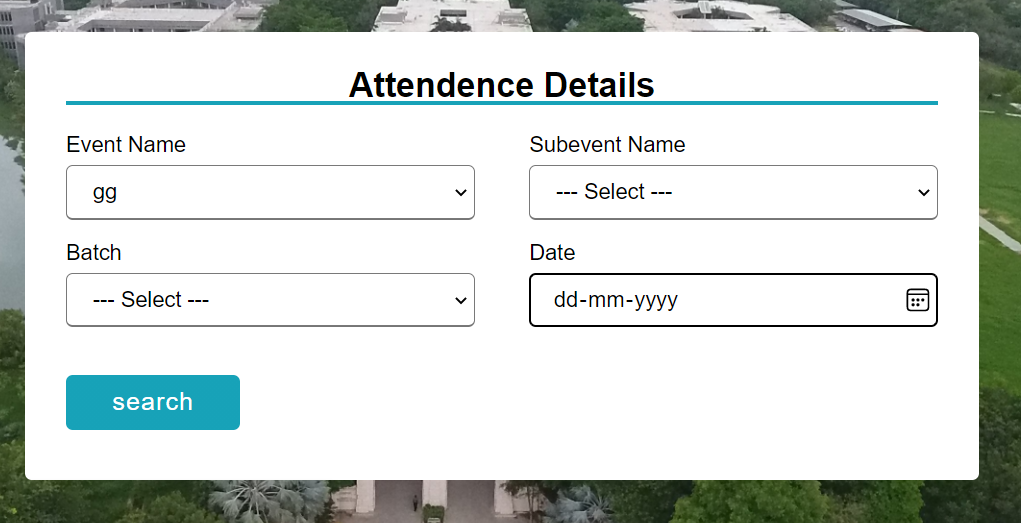 Attendence Details
Event Name
Subevent Name
gg
--- Select ---
Batch
Date
--- Select ---
dd-mm-yyyy
search